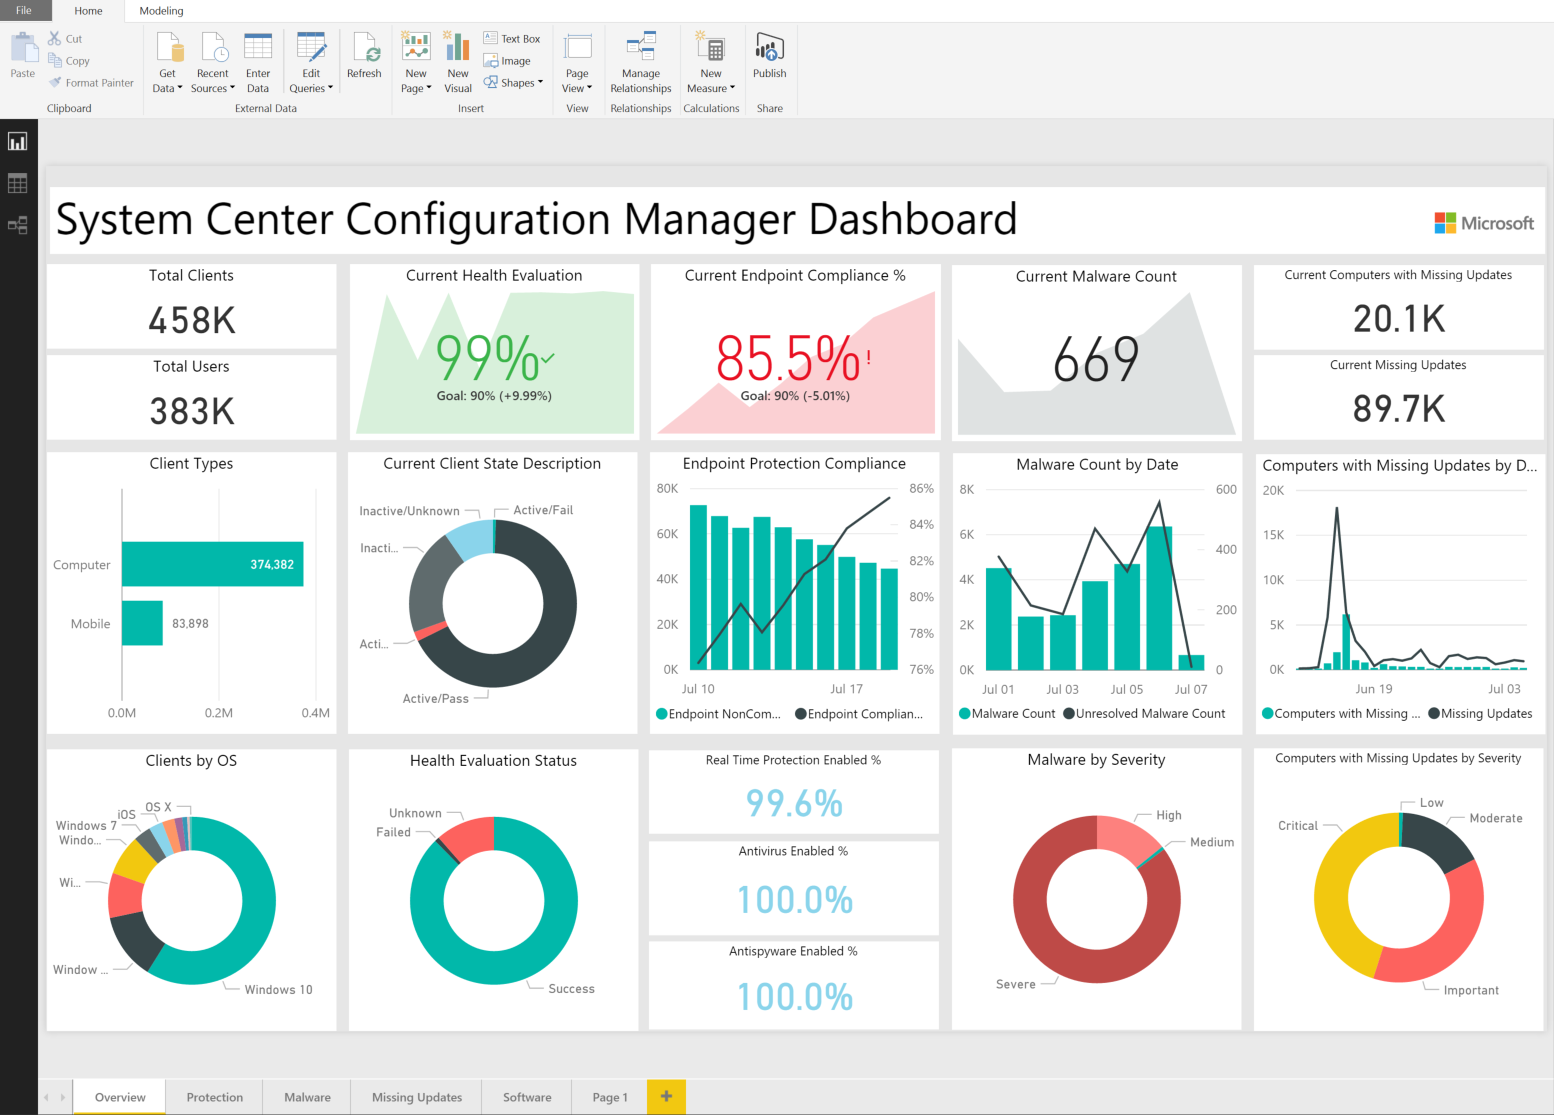 File Home Modeling
Paste
Cut
Copy
Format Painter
Clipboard
Get Data
Recent Sources
Enter Data
Edit Queries
Refresh
External Data
New Page
New Visual
Text Box
Image
Shapes
Insert
Page View
View
Manage Relationships
Relationships
New Measure
Calculations
Publish
Share
System Center Configuration Manager Dashboard
Microsoft
Total Clients
458K
Total Users
383K
Current Health Evaluation
99%
Goal: 90% (+9.99%)
Current Endpoint Compliance %
85.5%!
Goal: 90% (-5.01%)
Current Malware Count
669
Current Computers with Missing Updates
20.1K
Current Missing Updates
89.7K
Client Types
Computer 374,382
Mobile 83,898
0.0M 0.2M 0.4M
Current Client State Description
Inactive/Unknown
Active/Fail
Inacti...
Acti...
Active/Pass
Endpoint Protection Compliance
80K
60K
40K
20K
0K
86%
84%
82%
80%
78%
76%
Jul 10 Jul 17
Endpoint NonCom... Endpoint Complian...
Malware Count by Date
8K
6K
4K
2K
0K
600
400
200
0
Jul 01 Jul 03 Jul 05 Jul 07
Malware Count Unresolved Malware Count
Computers with Missing Updates by D...
20K
15K
10K
5K
0K
Jun 19 Jul 03
Computers with Missing ... Missing Updates
Clients by OS
OS X
iOS
Windows 7
Windo...
Wi...
Window ...
Windows 10
Health Evaluation Status
Unknown
Failed
Success
Real Time Protection Enabled %
99.6%
Antivirus Enabled %
100.0%
Antispyware Enabled %
100.0%
Malware by Severity
High
Medium
Severe
Computers with Missing Updates by Severity
Low
Moderate
Critical
Important
Overview Protection Malware Missing Updates Software Page 1 +